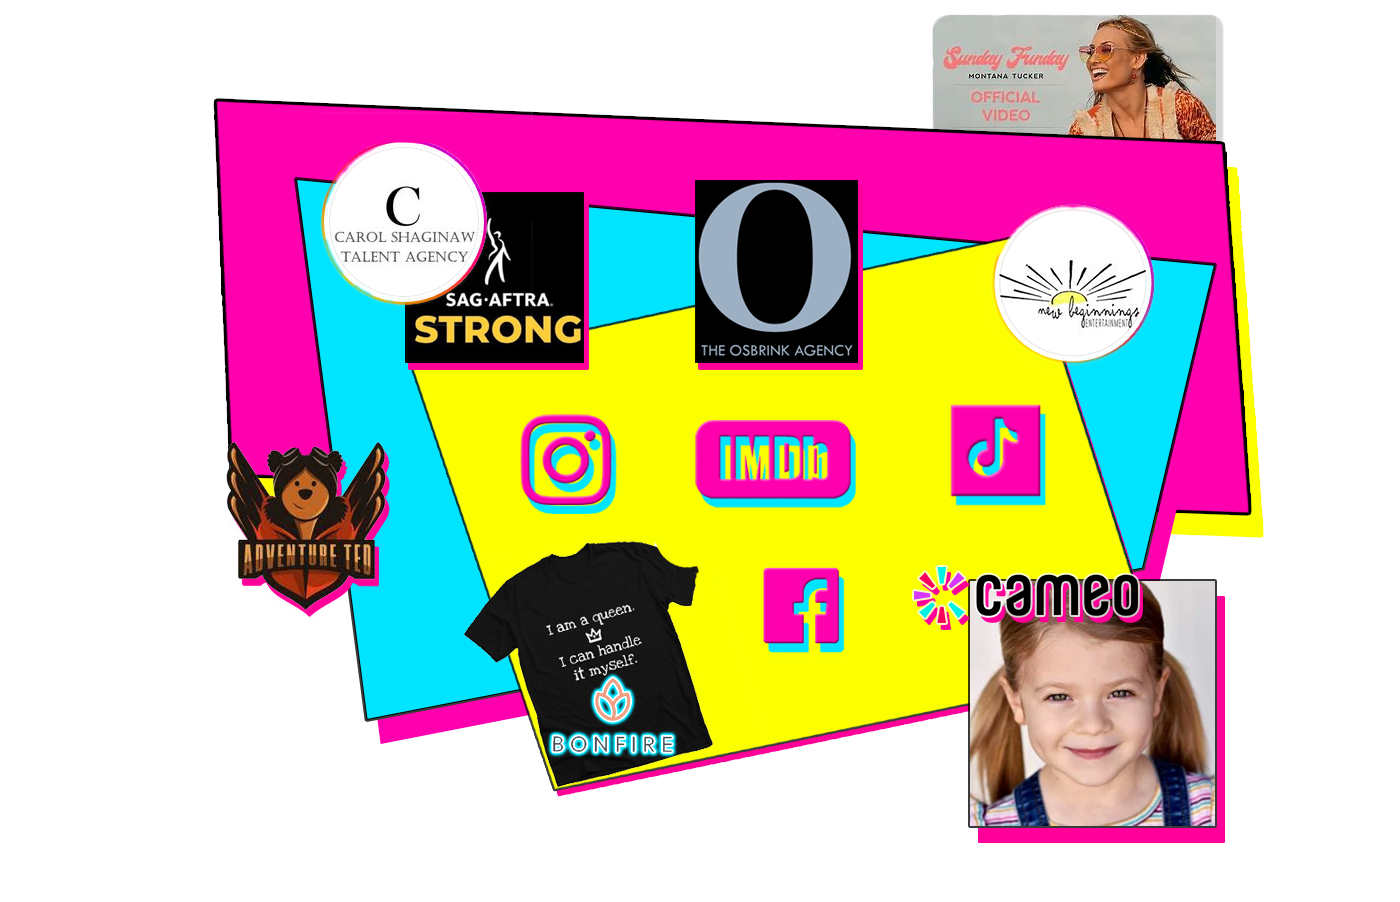 Sunday Funday
MONTANA TUCKER
OFFICIAL
VIDEO
C
CAROL SHAGINAW
TALENT AGENCY
SAG·AFTRA.
STRONG
O
THE OSBRINK AGENCY
new beginnings
ENTERTAINMENT
IMDb
ADVENTURE TED
I am a queen.
I can handle
it myself.
BONFIRE
cameo